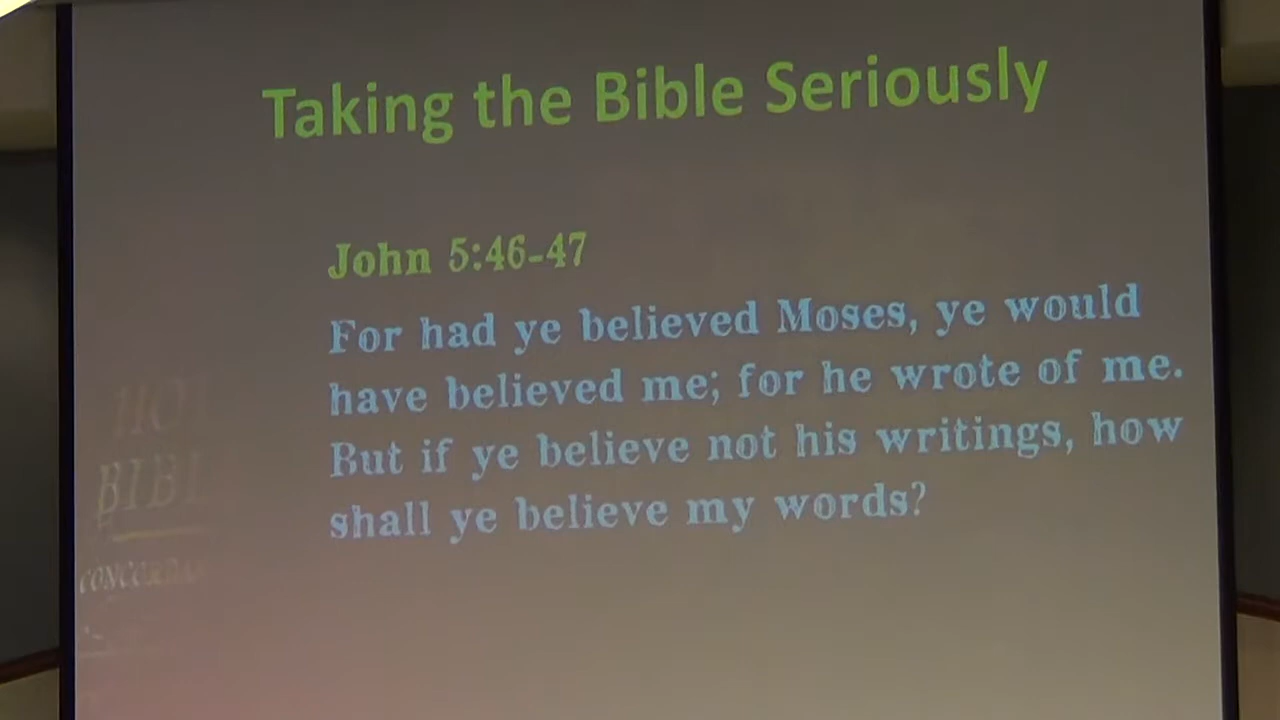 Taking the Bible Seriously
John 5:46-47
For had ye believed Moses, ye would
have believed me; for he wrote of me.
But if ye believe not his writings, how
shall ye believe my words?